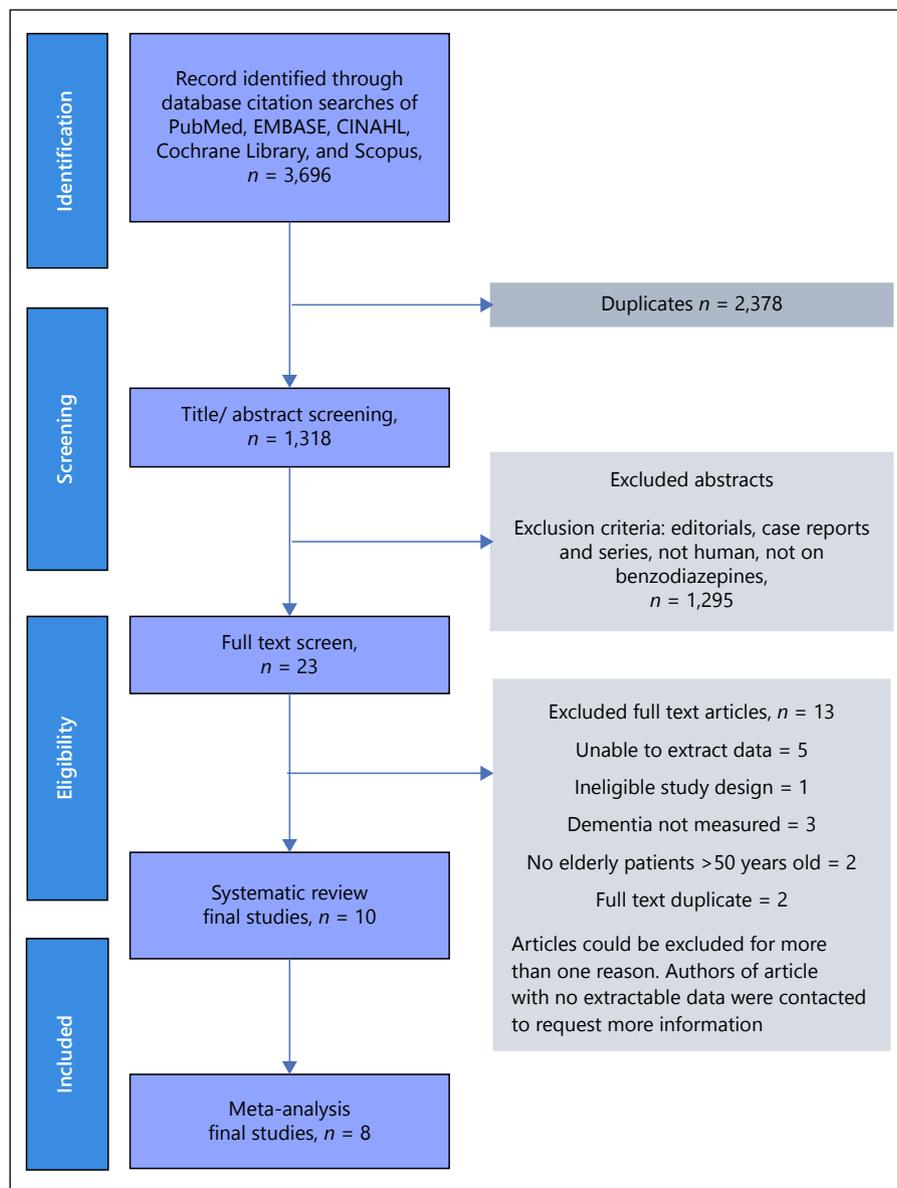 Identification
Record identified through
database citation searches of
PubMed, EMBASE, CINAHL,
Cochrane Library, and Scopus,
n = 3,696
Duplicates n = 2,378
Screening
Title/ abstract screening,
n = 1,318
Excluded abstracts
Exclusion criteria: editorials, case reports
and series, not human, not on
benzodiazepines,
n = 1,295
Eligibility
Full text screen,
n = 23
Excluded full text articles, n = 13
Unable to extract data = 5
Ineligible study design = 1
Dementia not measured = 3
No elderly patients >50 years old = 2
Full text duplicate = 2
Articles could be excluded for more
than one reason. Authors of article
with no extractable data were contacted
to request more information
Systematic review
final studies, n = 10
Included
Meta-analysis
final studies, n = 8